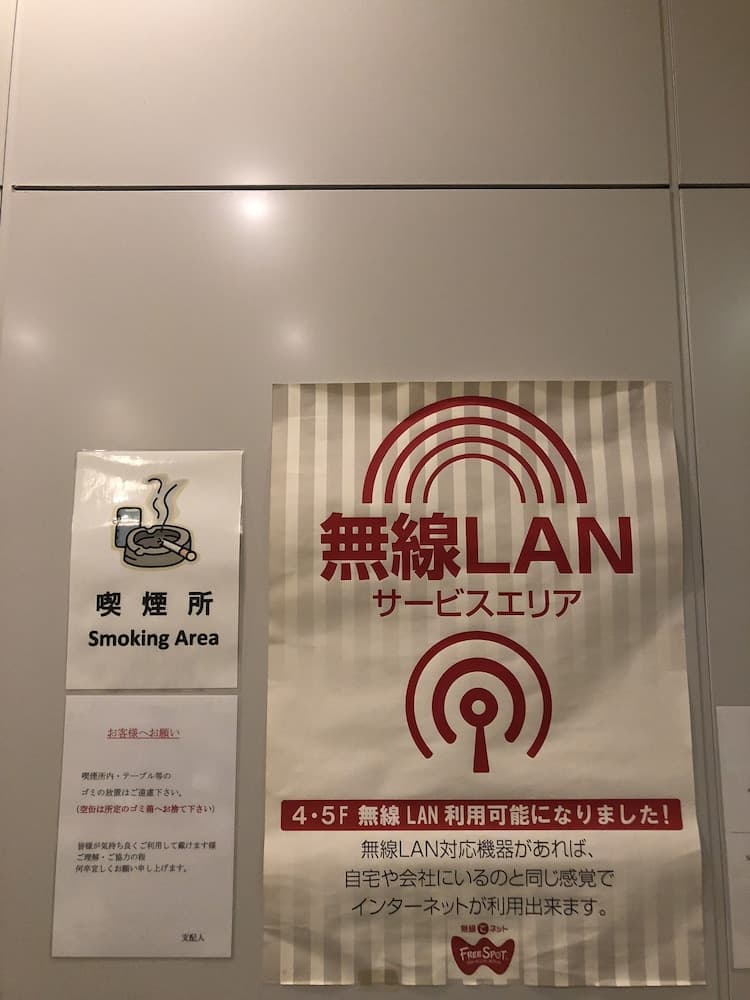 喫煙所
Smoking Area
お客様へお願い
喫煙所内・テーブル等の
ゴミの放置はご遠慮下さい。
(空缶は所定のゴミ箱へお捨て下さい)
皆様が気持ち良くご利用して戴けます様
ご理解・ご協力の程
何卒宜しくお願い申し上げます。
支配人
無線LAN
サービスエリア
4・5F 無線 LAN 利用可能になりました!
無線LAN対応機器があれば、
自宅や会社にいるのと同じ感覚で
インターネットが利用出来ます。
無線でネット
FREESPOT